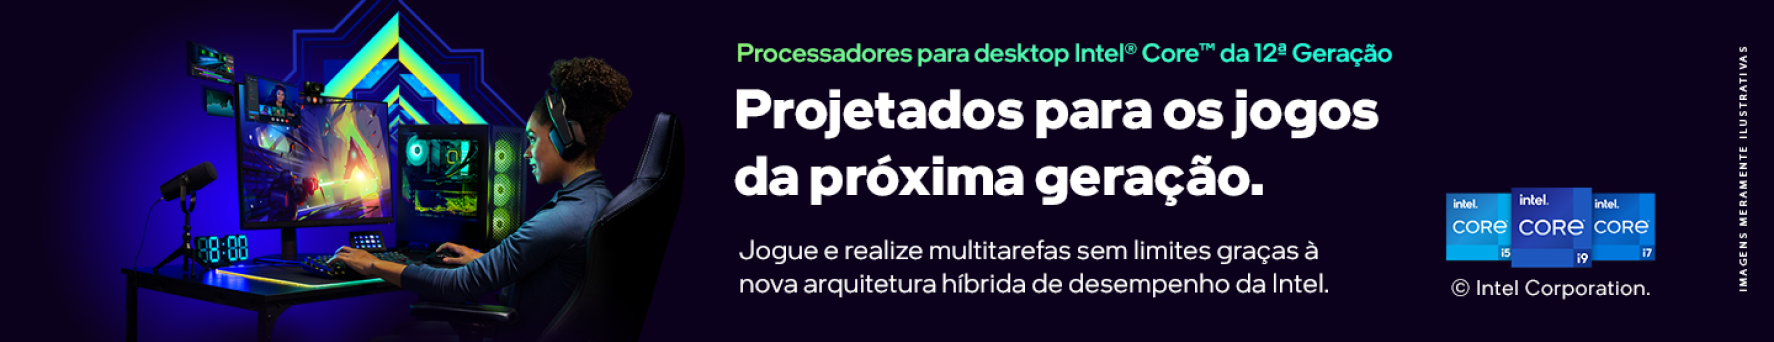 Processadores para desktop Intel® Core™ da 12ª Geração
Projetados para os jogos
da próxima geração.
Jogue e realize multitarefas sem limites graças à
nova arquitetura híbrida de desempenho da Intel.
intel.
CORE
i5
intel.
CORE
i9
intel.
CORE
i7
© Intel Corporation.
IMAGENS MERAMENTE ILUSTRATIVAS